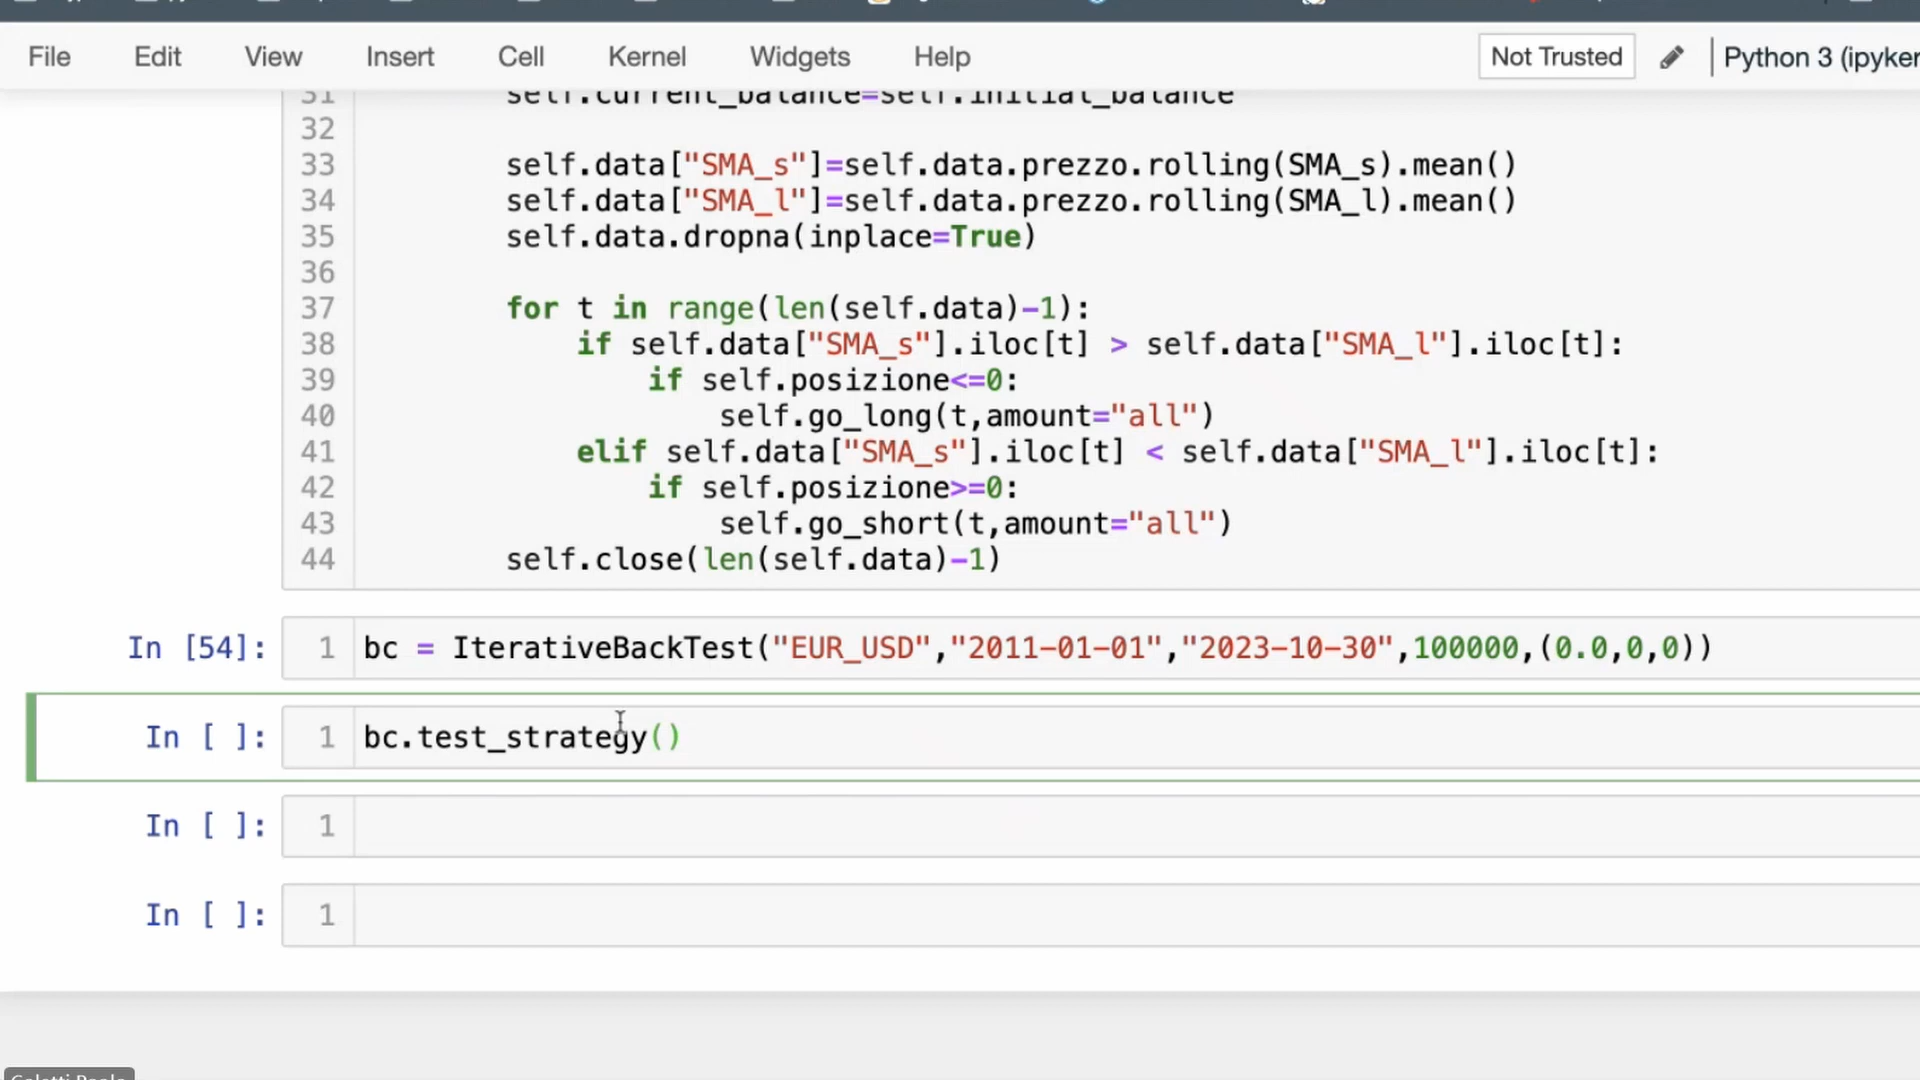 File Edit View Insert Cell Kernel Widgets Help Not Trusted Python 3 (ipyker
31 self.current_balance=self.initial_balance
32
33 self.data["SMA_s"]=self.data.prezzo.rolling(SMA_s).mean()
34 self.data["SMA_l"]=self.data.prezzo.rolling(SMA_l).mean()
35 self.data.dropna(inplace=True)
36
37 for t in range(len(self.data)-1):
38 if self.data["SMA_s"].iloc[t] > self.data["SMA_l"].iloc[t]:
39 if self.posizione<=0:
40 self.go_long(t,amount="all")
41 elif self.data["SMA_s"].iloc[t] < self.data["SMA_l"].iloc[t]:
42 if self.posizione>=0:
43 self.go_short(t,amount="all")
44 self.close(len(self.data)-1)
In [54]: 1 bc = IterativeBackTest("EUR_USD","2011-01-01","2023-10-30",100000,(0.0,0,0))
In [ ]: 1 bc.test_strategy()
In [ ]: 1
In [ ]: 1